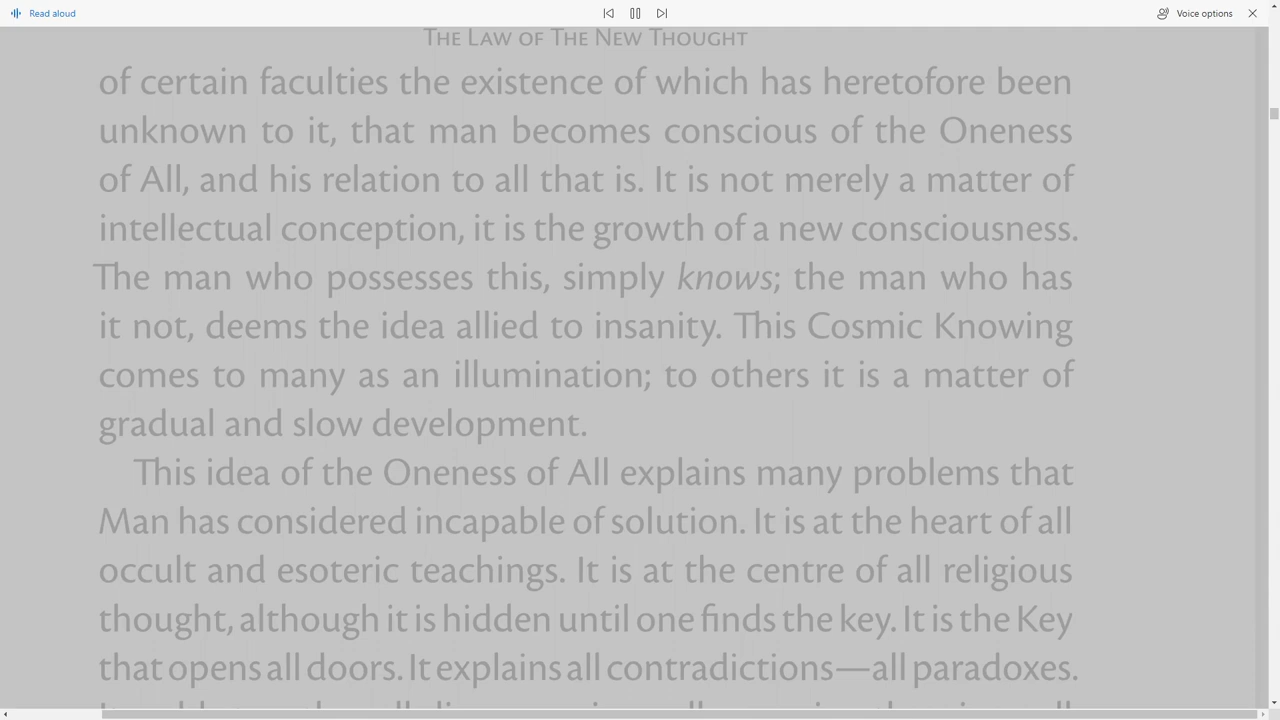 Read aloud
Voice options
The Law of The New Thought
of certain faculties the existence of which has heretofore been
unknown to it, that man becomes conscious of the Oneness
of All, and his relation to all that is. It is not merely a matter of
intellectual conception, it is the growth of a new consciousness.
The man who possesses this, simply knows; the man who has
it not, deems the idea allied to insanity. This Cosmic Knowing
comes to many as an illumination; to others it is a matter of
gradual and slow development.
This idea of the Oneness of All explains many problems that
Man has considered incapable of solution. It is at the heart of all
occult and esoteric teachings. It is at the centre of all religious
thought, although it is hidden until one finds the key. It is the Key
that opens all doors. It explains all contradictions—all paradoxes.